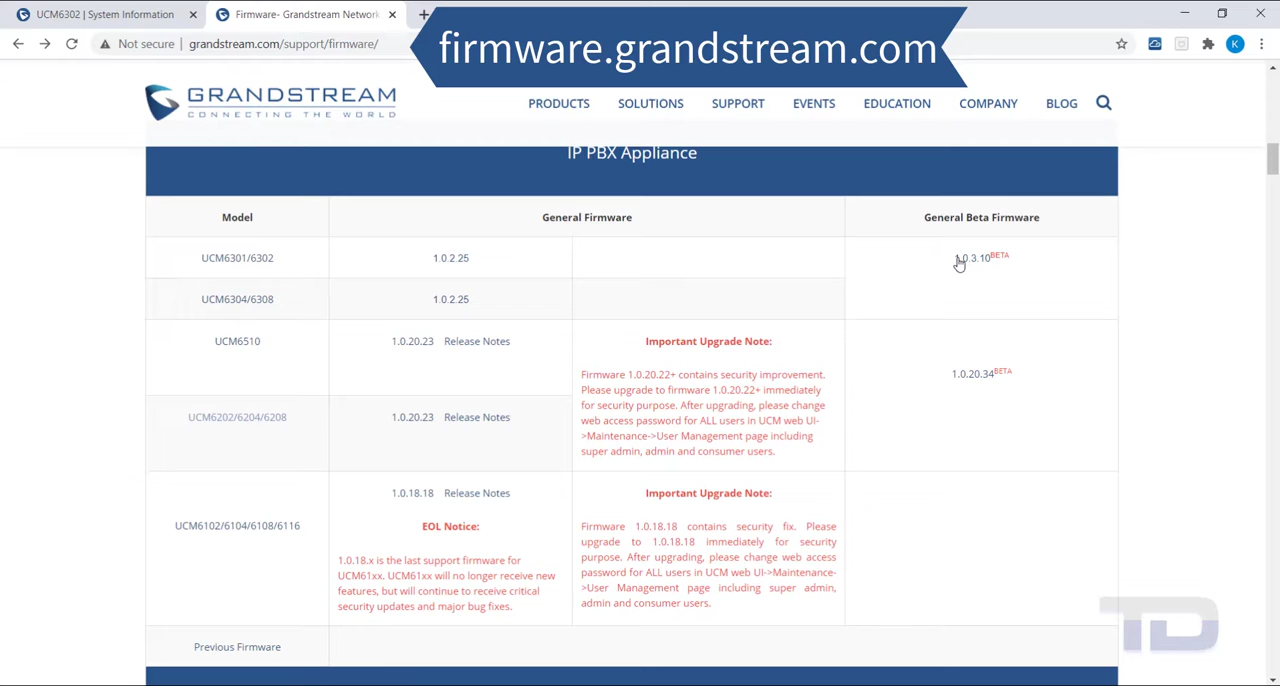 UCM6302 | System Information
Firmware- Grandstream Network
Not secure | grandstream.com/support/firmware/
firmware.grandstream.com
GRANDSTREAM
CONNECTING THE WORLD
PRODUCTS SOLUTIONS SUPPORT EVENTS EDUCATION COMPANY BLOG
K
IP PBX Appliance
Model General Firmware General Beta Firmware
UCM6301/6302 1.0.2.25 1.0.3.10BETA
UCM6304/6308 1.0.2.25
UCM6510 1.0.20.23 Release Notes
Important Upgrade Note:
Firmware 1.0.20.22+ contains security improvement.
Please upgrade to firmware 1.0.20.22+ immediately
for security purpose. After upgrading, please change
web access password for ALL users in UCM web UI-
>Maintenance->User Management page including
super admin, admin and consumer users.
1.0.20.34BETA
UCM6202/6204/6208 1.0.20.23 Release Notes
UCM6102/6104/6108/6116
1.0.18.18 Release Notes
EOL Notice:
1.0.18.x is the last support firmware for
UCM61xx. UCM61xx will no longer receive new
features, but will continue to receive critical
security updates and major bug fixes.
Important Upgrade Note:
Firmware 1.0.18.18 contains security fix. Please
upgrade to 1.0.18.18 immediately for security
purpose. After upgrading, please change web access
password for ALL users in UCM web UI->Maintenance-
>User Management page including super admin,
admin and consumer users.
Previous Firmware
TD